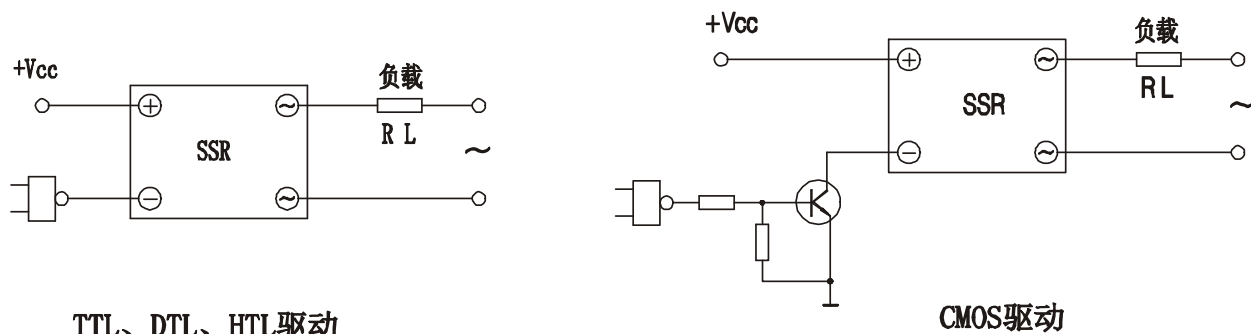 +Vcc
负载
SSR
R L
~
TTL、DTL、HTL驱动
+Vcc
负载
SSR
RL
~
CMOS驱动